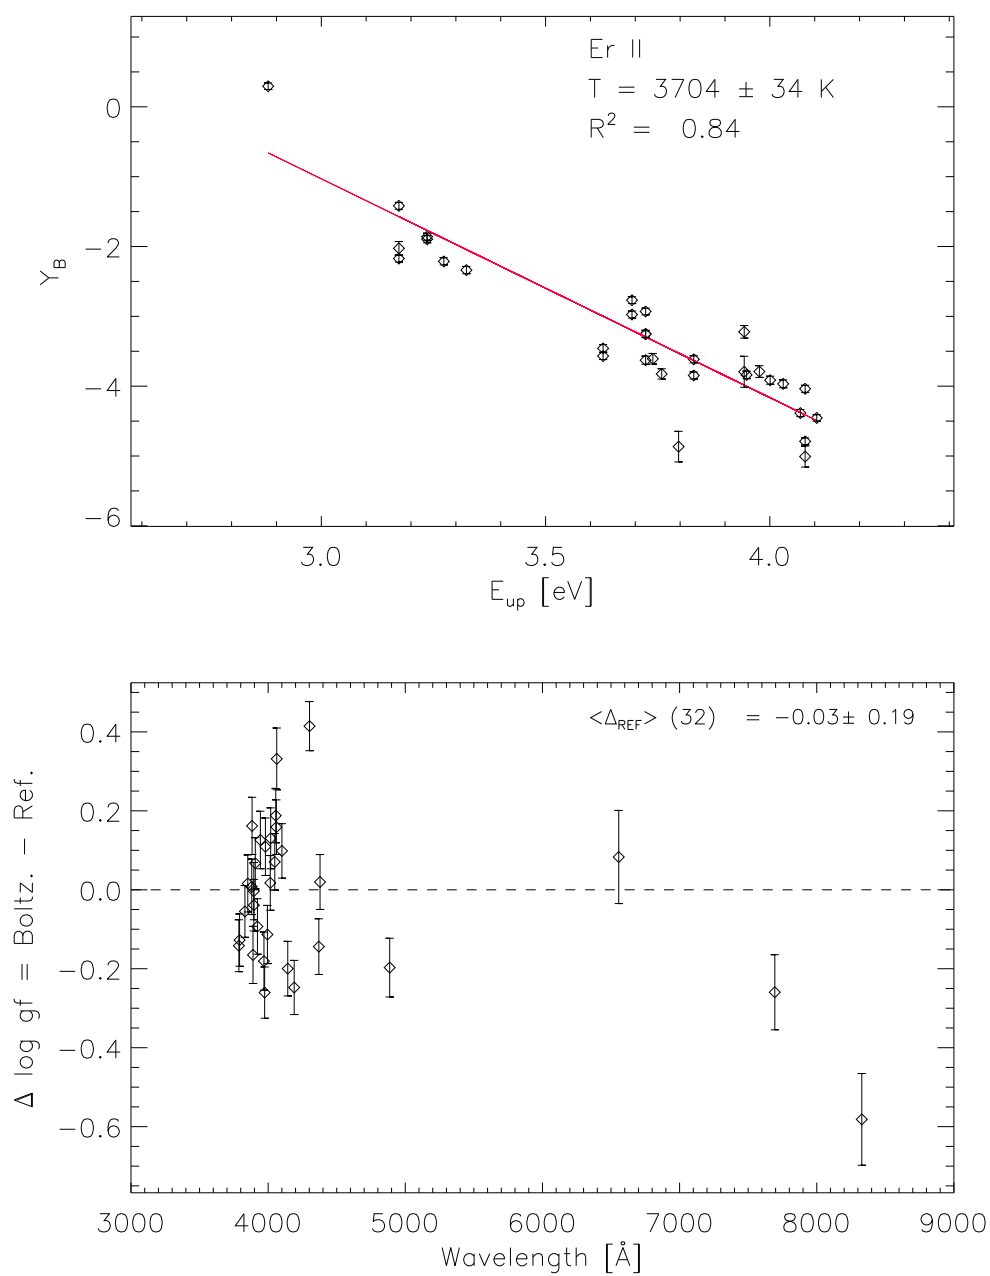 Er II
T = 3704 ± 34 K
R² = 0.84
0
−2
−4
−6
Y_B
3.0 3.5 4.0
E_up [eV]
<Δ_REF> (32) = −0.03± 0.19
0.4
0.2
0.0
−0.2
−0.4
−0.6
Δ log gf = Boltz. − Ref.
3000 4000 5000 6000 7000 8000 9000
Wavelength [Å]